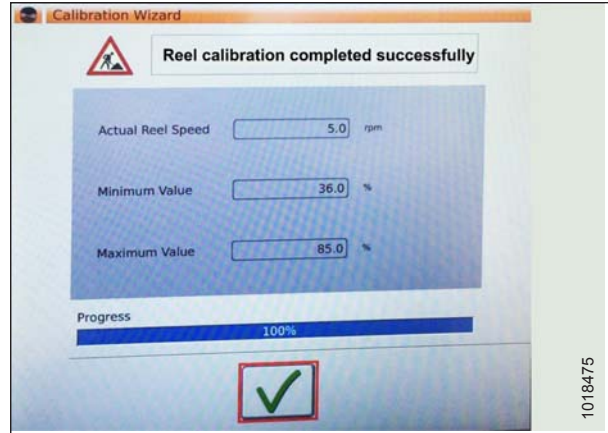 Calibration Wizard
Reel calibration completed successfully
Actual Reel Speed 5.0 rpm
Minimum Value 36.0 %
Maximum Value 85.0 %
Progress
100%
1018475